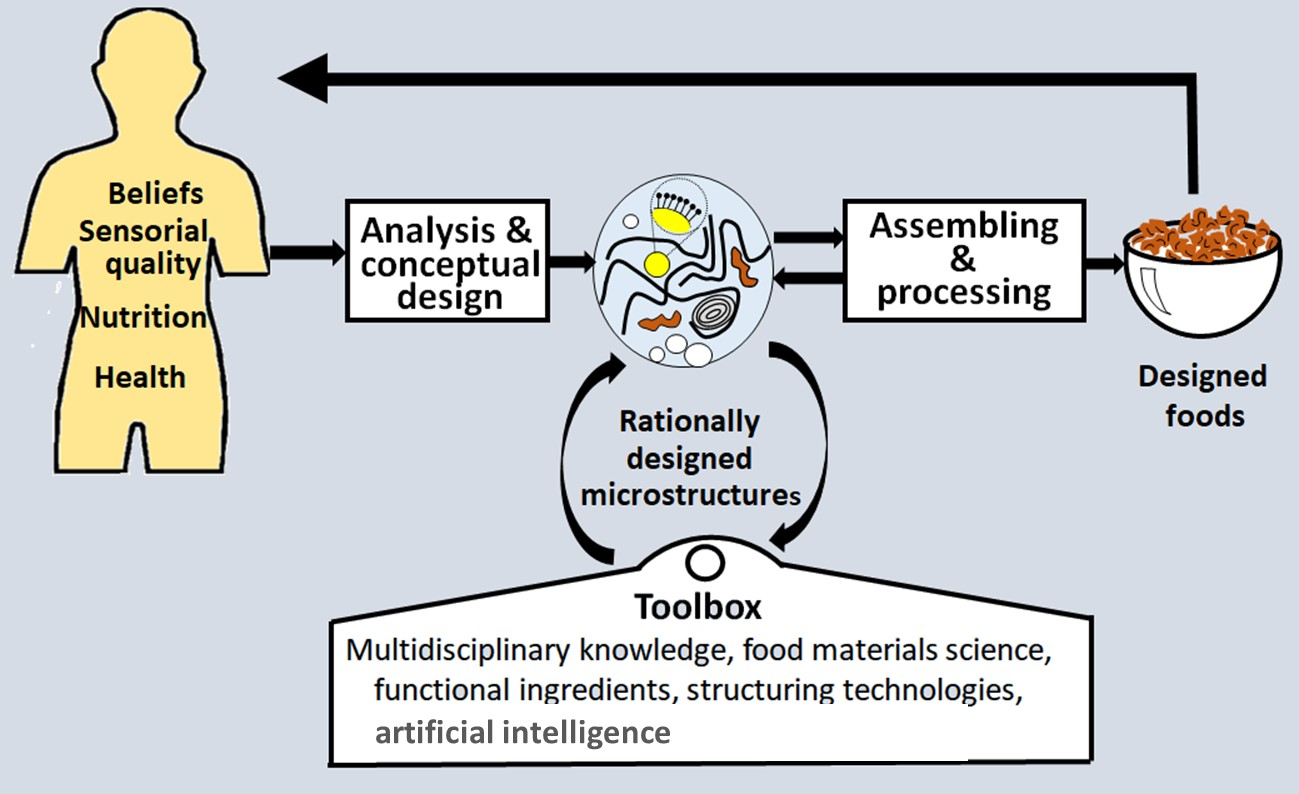 Beliefs
Sensorial
quality
Nutrition
Health
Analysis &
conceptual
design
Assembling
&
processing
Designed
foods
Rationally
designed
microstructures
Toolbox
Multidisciplinary knowledge, food materials science,
functional ingredients, structuring technologies,
artificial intelligence